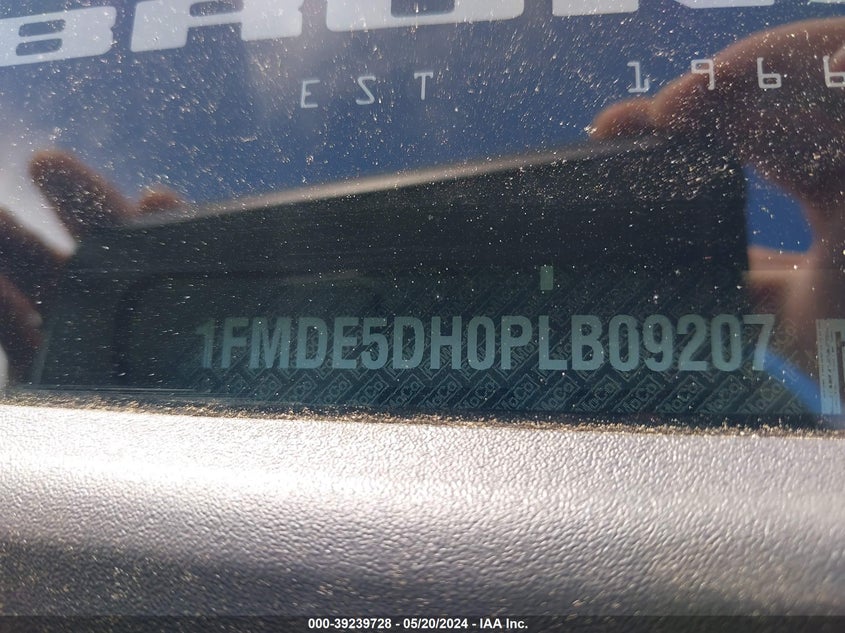 EST 1966
1FMDE5DH0PLB09207
000-39239728 - 05/20/2024 - IAA Inc.